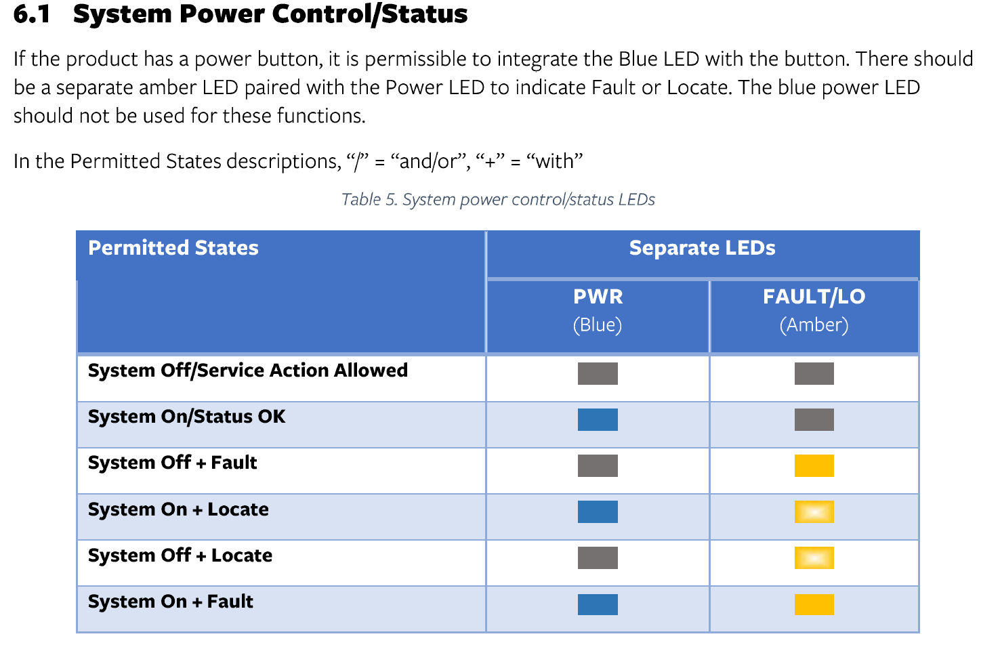 6.1 System Power Control/Status
If the product has a power button, it is permissible to integrate the Blue LED with the button. There should
be a separate amber LED paired with the Power LED to indicate Fault or Locate. The blue power LED
should not be used for these functions.
In the Permitted States descriptions, “/” = “and/or”, “+” = “with”
Table 5. System power control/status LEDs
Permitted States
Separate LEDs
PWR
(Blue)
FAULT/LO
(Amber)
System Off/Service Action Allowed
System On/Status OK
System Off + Fault
System On + Locate
System Off + Locate
System On + Fault